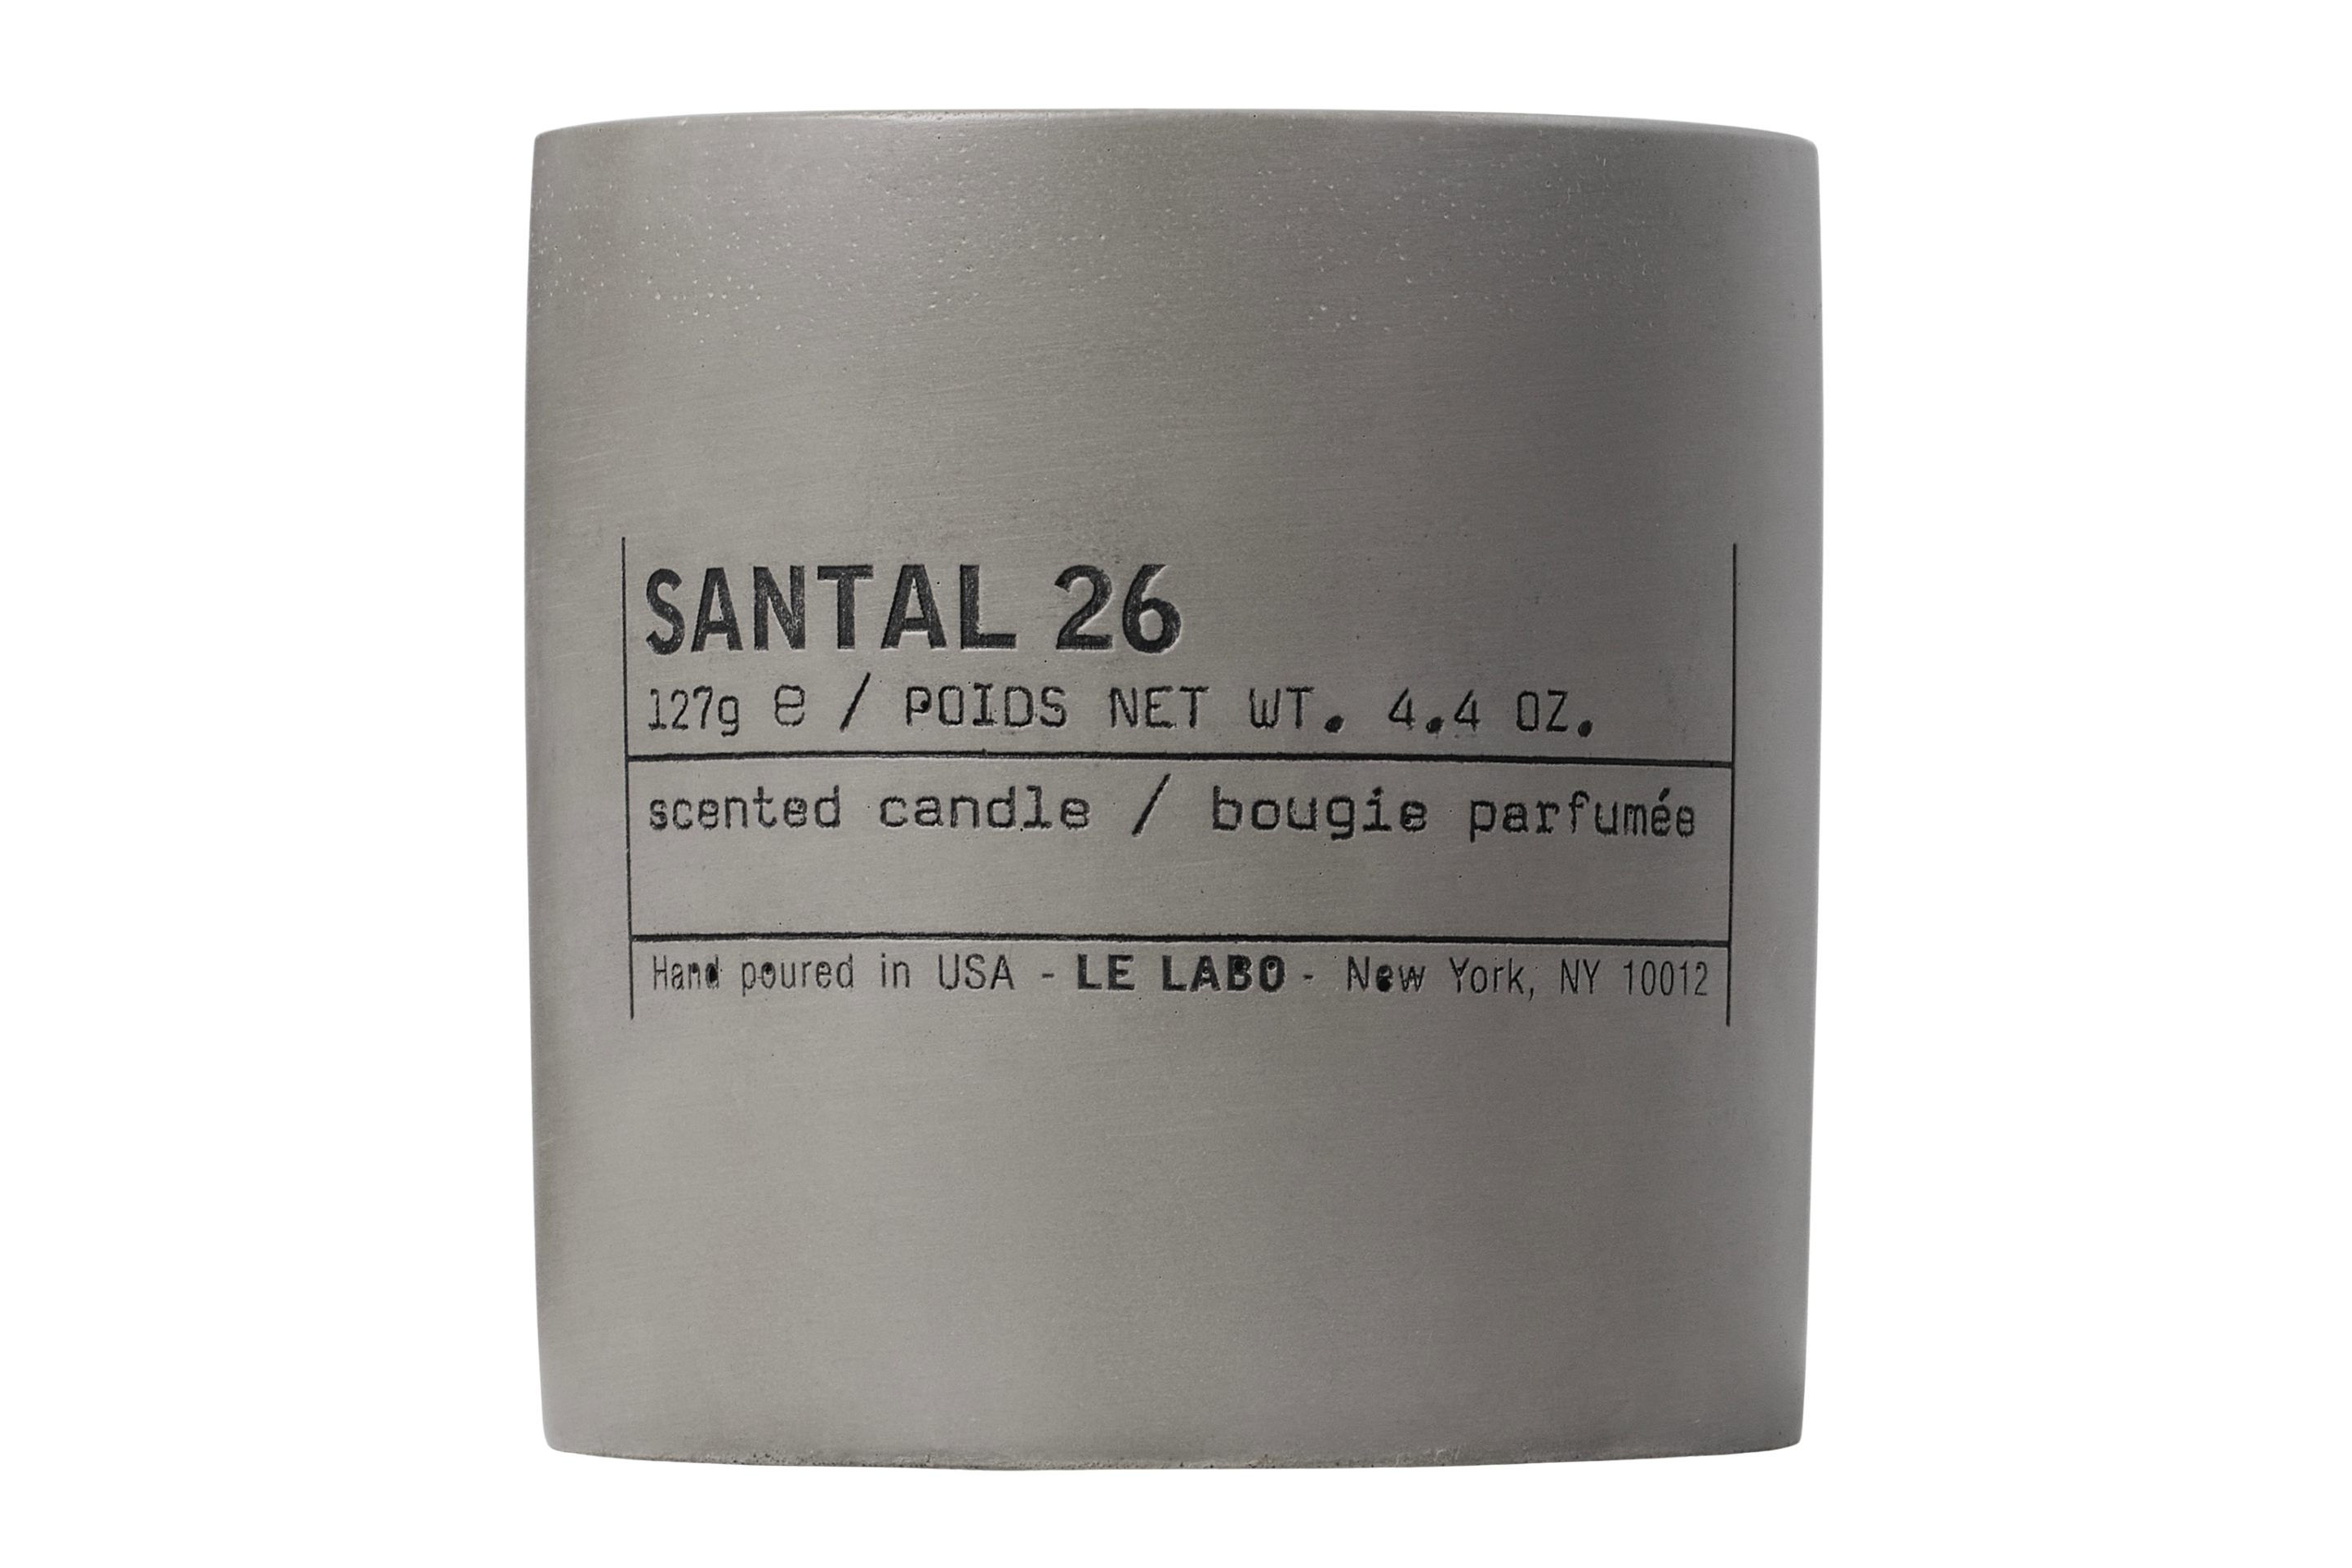 SANTAL 26
127g ℮ / POIDS NET WT. 4.4 OZ.
scented candle / bougie parfumée
Hand poured in USA - LE LABO - New York, NY 10012